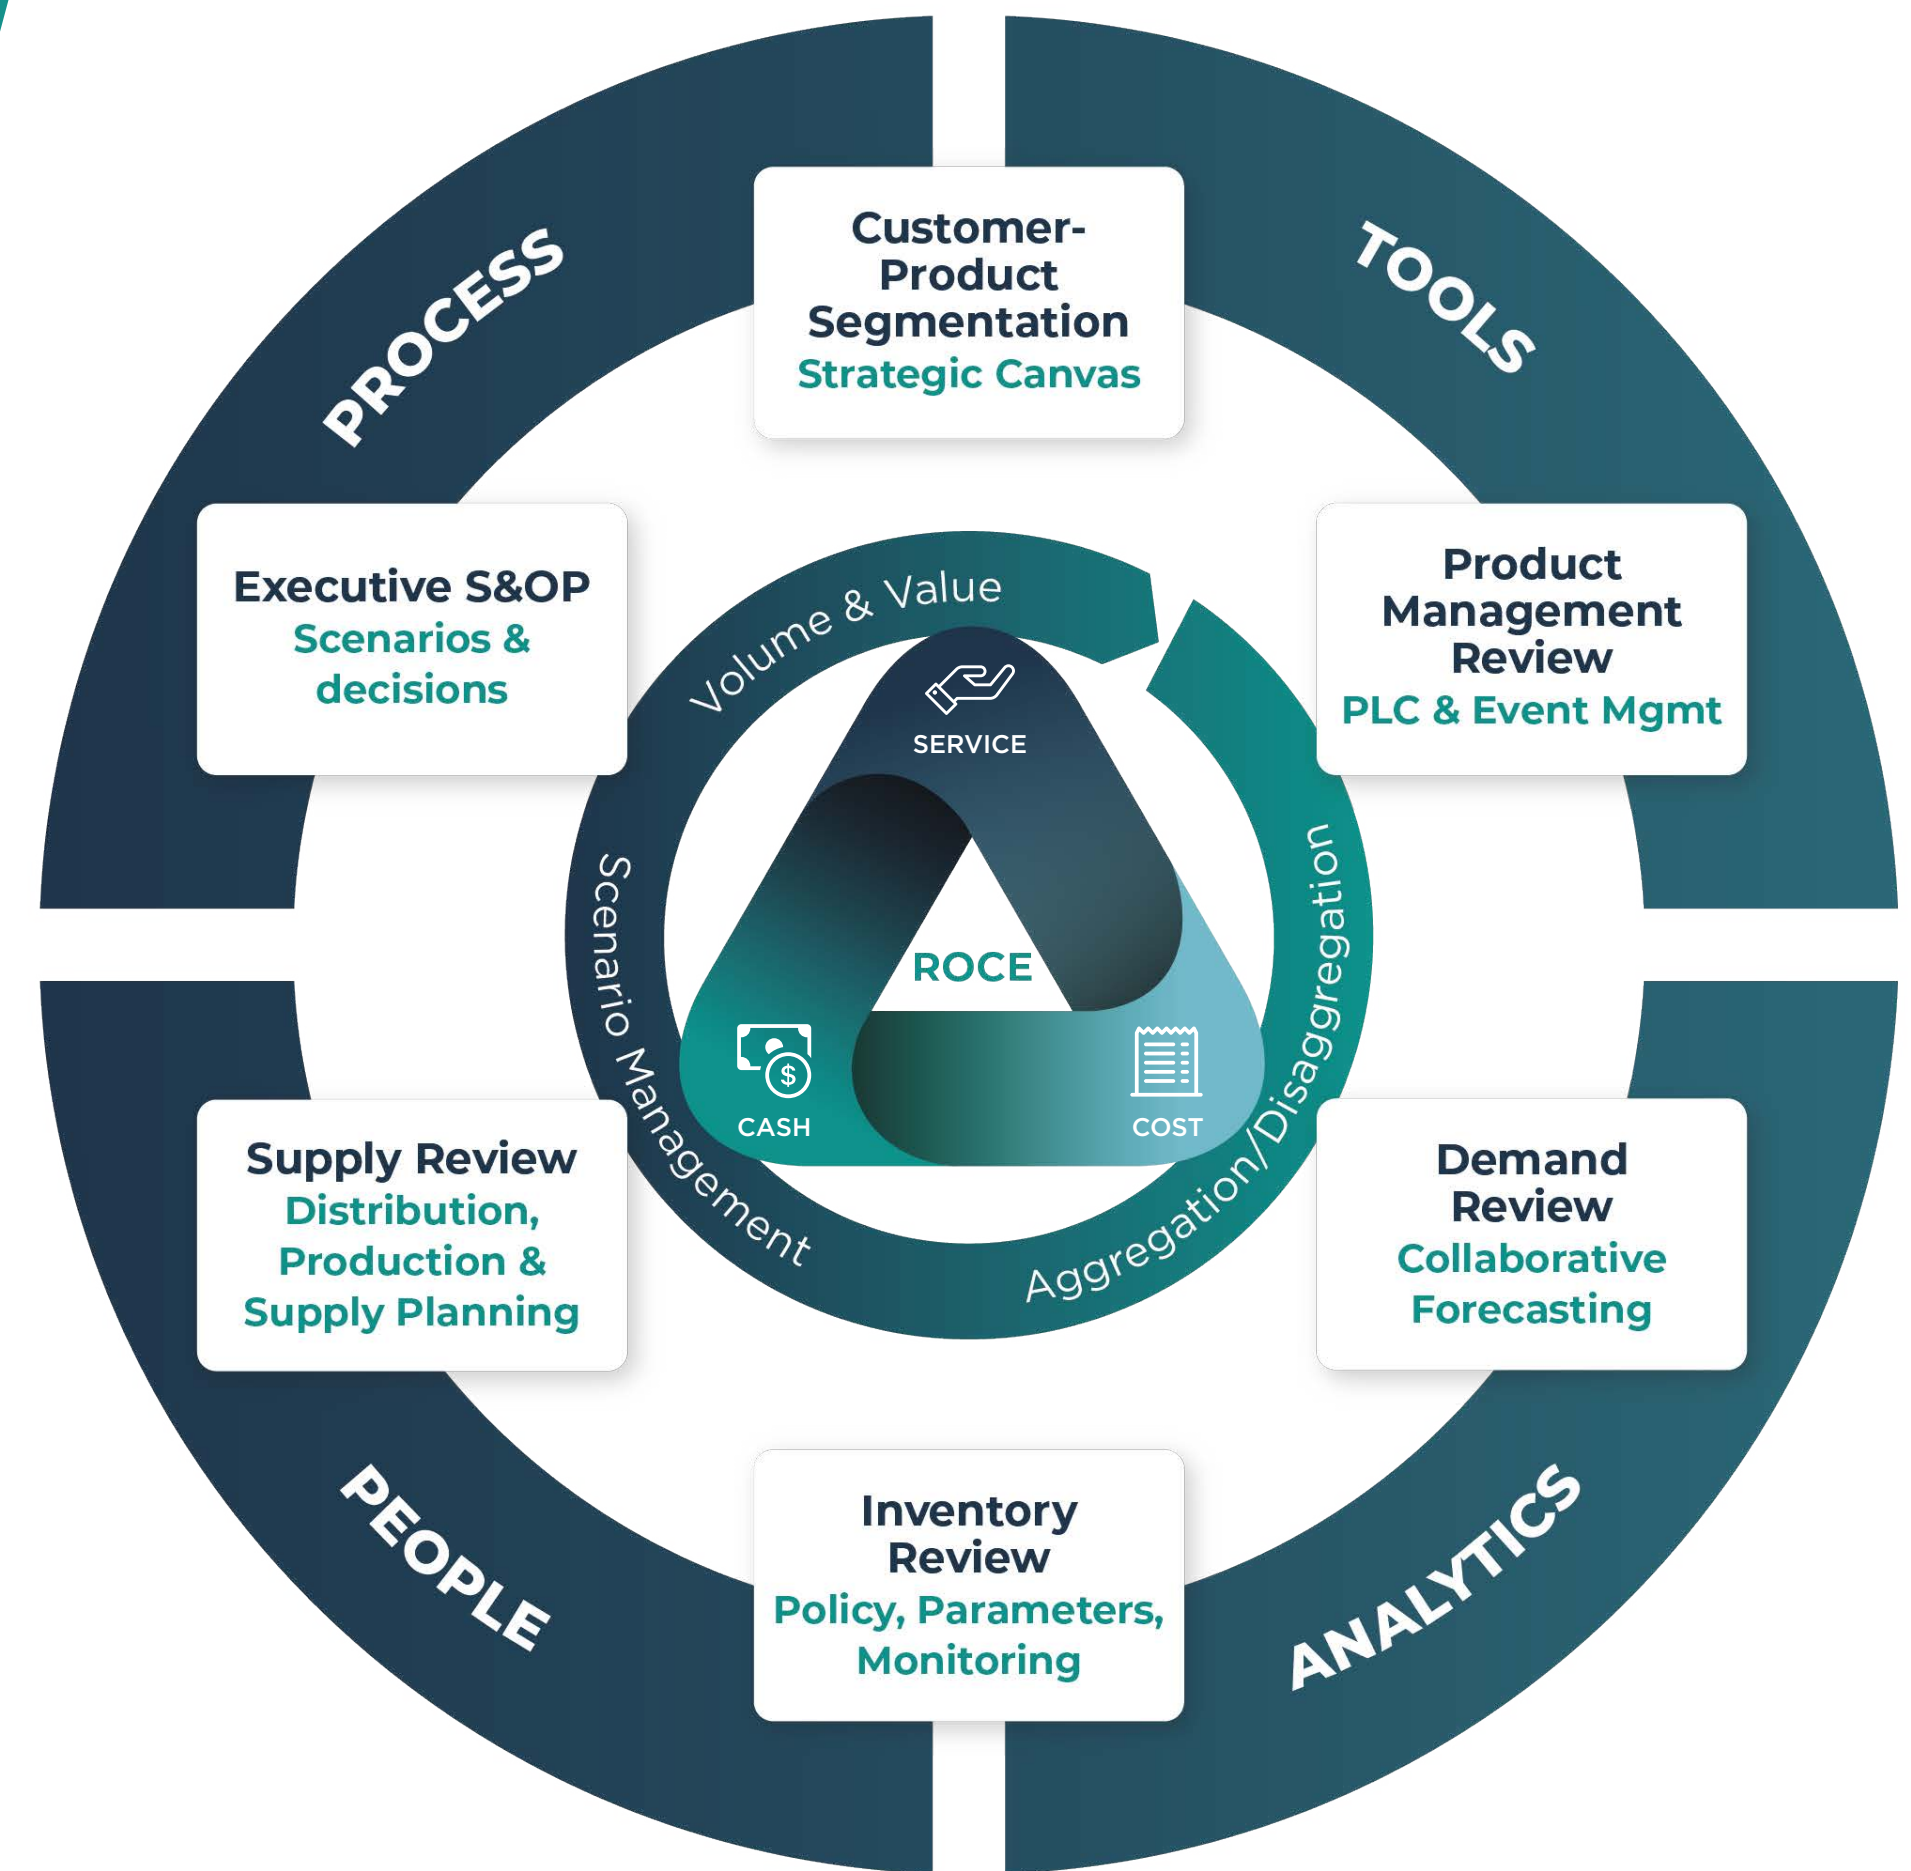 PROCESS
TOOLS
Customer-
Product
Segmentation
Strategic Canvas
Executive S&OP
Scenarios &
decisions
Product
Management
Review
PLC & Event Mgmt
Volume & Value
SERVICE
ROCE
CASH
COST
Scenario Management
Aggregation/Disaggregation
Supply Review
Distribution,
Production &
Supply Planning
Demand
Review
Collaborative
Forecasting
Inventory
Review
Policy, Parameters,
Monitoring
PEOPLE
ANALYTICS